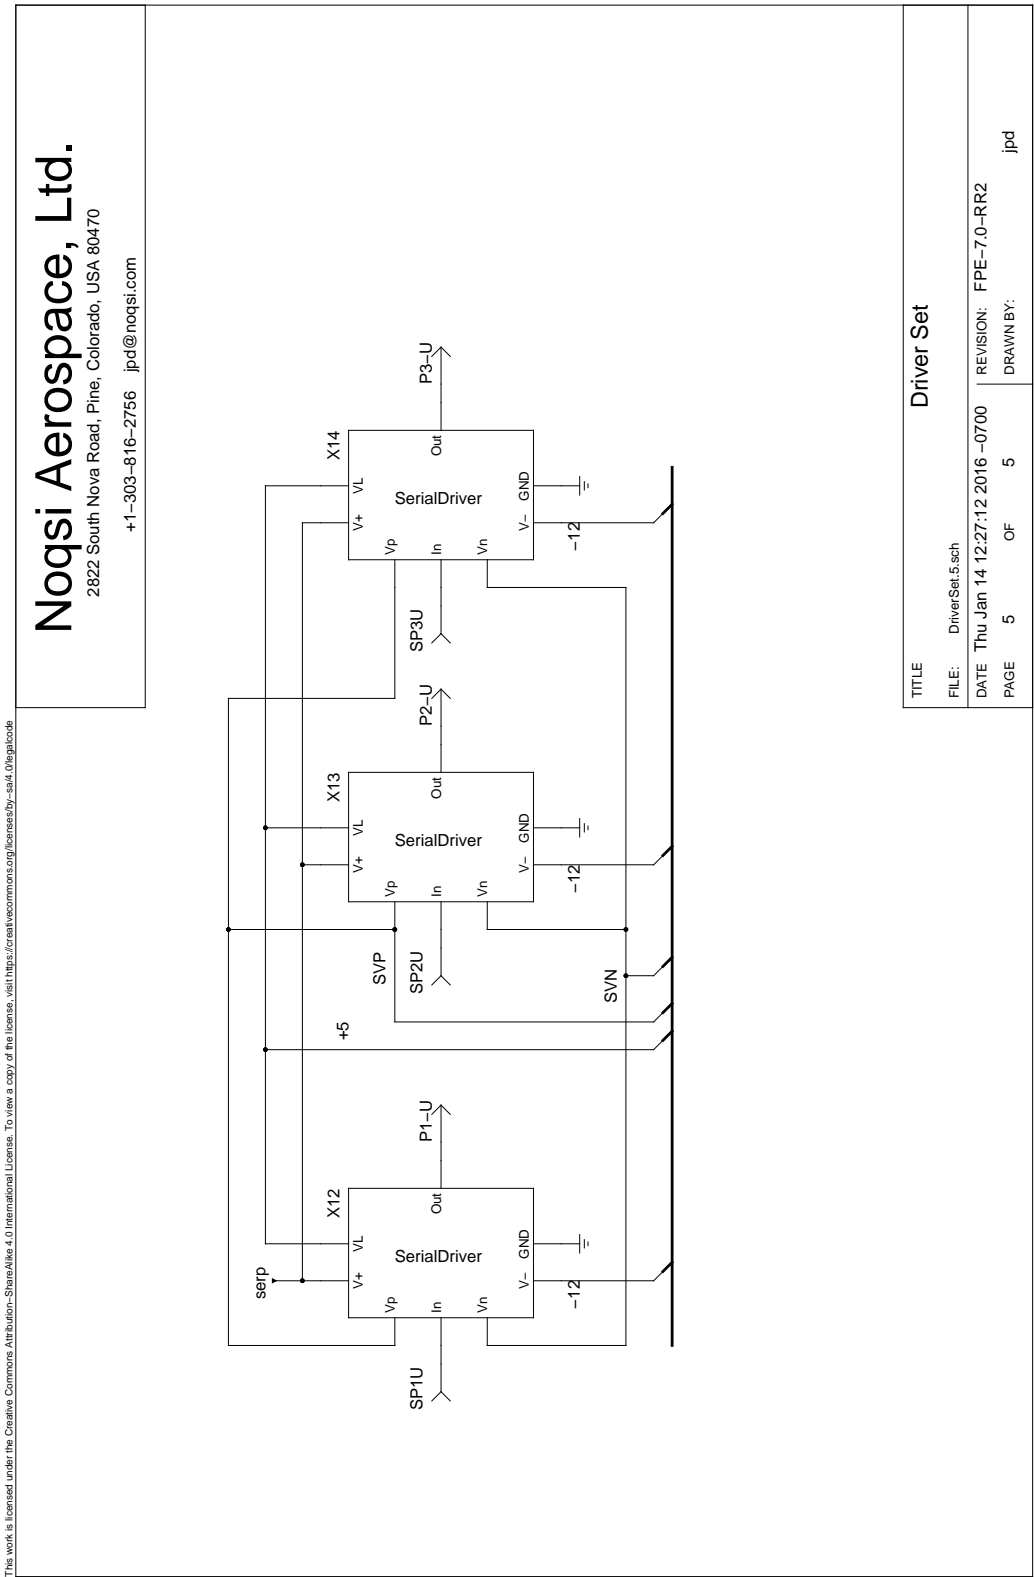 This work is licensed under the Creative Commons Attribution−ShareAlike 4.0 International License. To view a copy of the license, visit https://creativecommons.org/licenses/by−sa/4.0/legalcode
Noqsi Aerospace, Ltd.
2822 South Nova Road, Pine, Colorado, USA 80470
+1−303−816−2756 jpd@noqsi.com
serp
X12
V+
VL
Vp
In
Vn
SerialDriver
Out
V−
GND
SP1U
P1−U
−12
+5
SVP
SVN
X13
V+
VL
Vp
In
Vn
SerialDriver
Out
V−
GND
SP2U
P2−U
−12
X14
V+
VL
Vp
In
Vn
SerialDriver
Out
V−
GND
SP3U
P3−U
−12
TITLE
Driver Set
FILE: DriverSet.5.sch
DATE Thu Jan 14 12:27:12 2016 −0700
REVISION: FPE−7.0−RR2
PAGE 5 OF 5
DRAWN BY: jpd